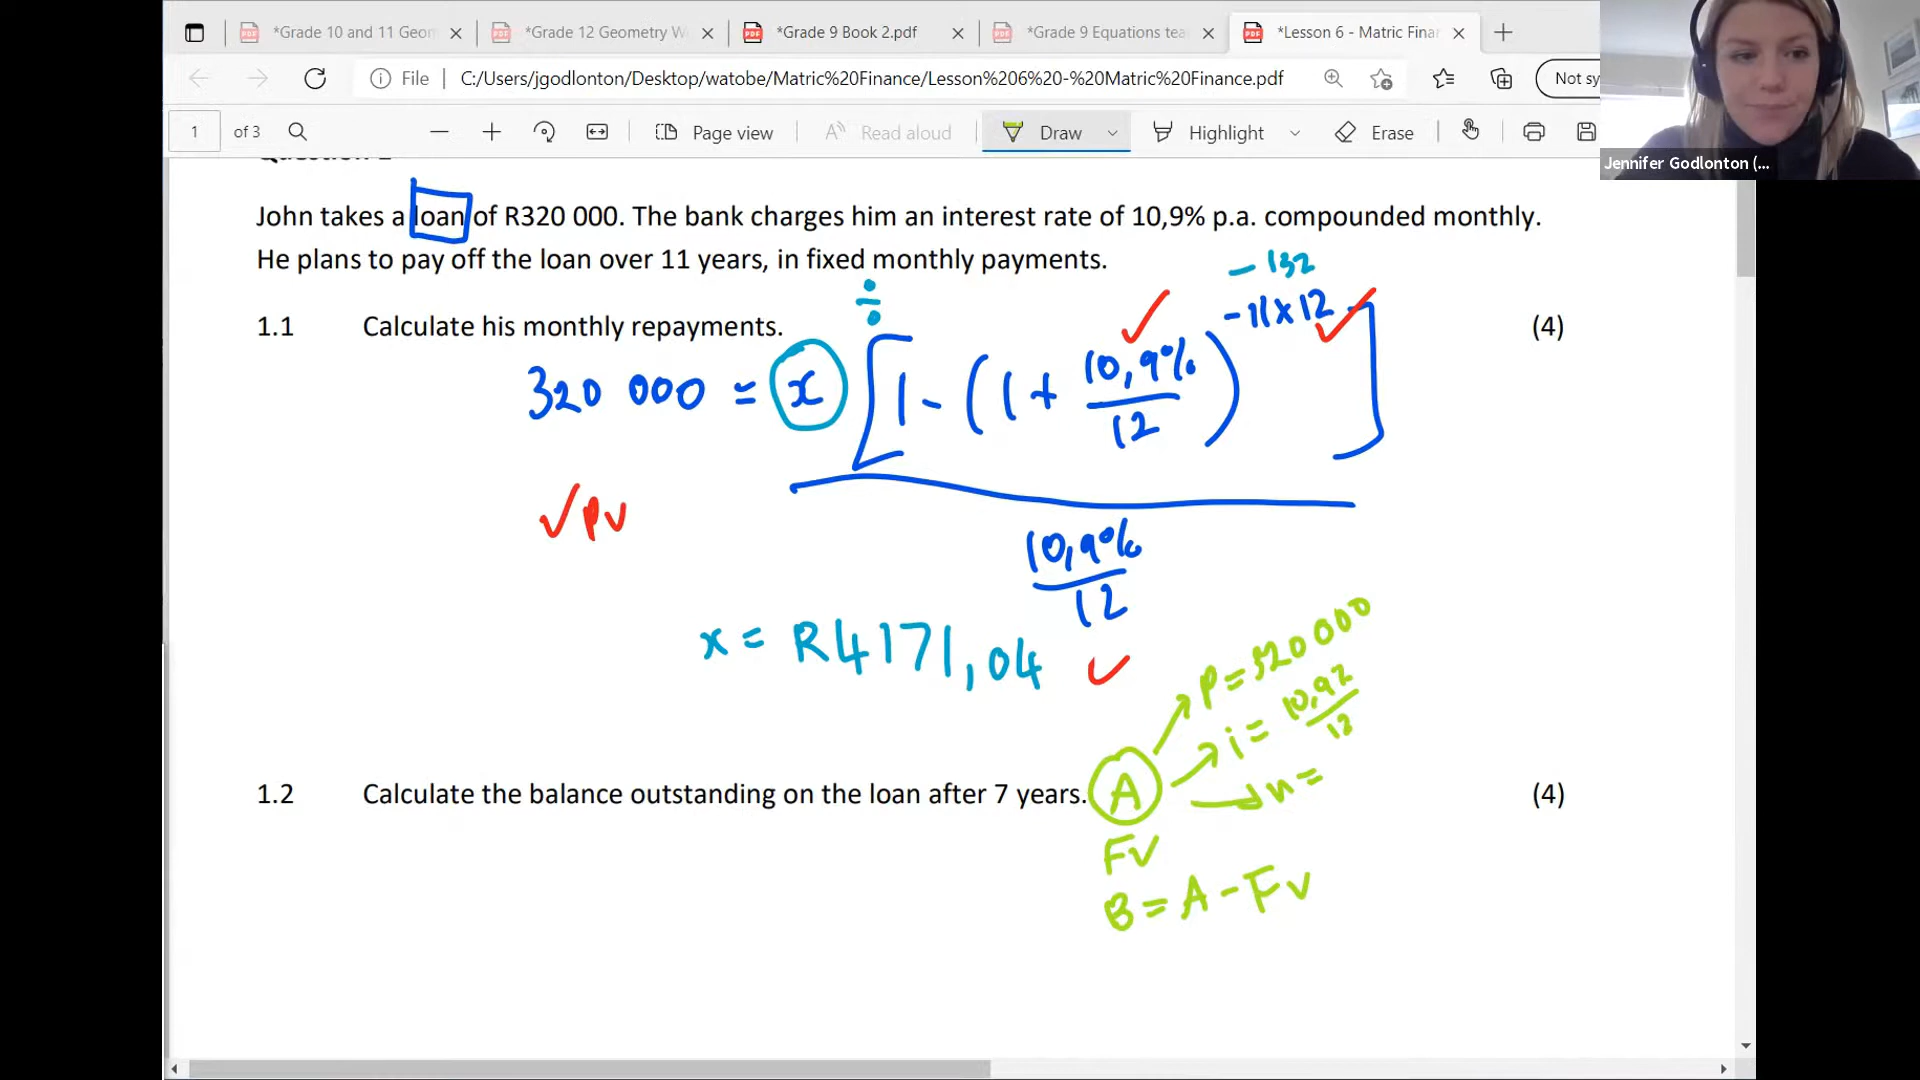 *Grade 10 and 11 Geom
*Grade 12 Geometry W
*Grade 9 Book 2.pdf
*Grade 9 Equations tea
*Lesson 6 - Matric Finan
File C:/Users/jgodlonton/Desktop/watobe/Matric%20Finance/Lesson%206%20-%20Matric%20Finance.pdf
Not sy
1 of 3
Page view
Read aloud
Draw
Highlight
Erase
Jennifer Godlonton (...
John takes a loan of R320 000. The bank charges him an interest rate of 10,9% p.a. compounded monthly.
He plans to pay off the loan over 11 years, in fixed monthly payments.
-132
1.1 Calculate his monthly repayments. (4)
÷
-11x12
320 000 = x [1 - (1 + 10,9%/12)]
✓ PV
10,9%
12
x = R4171,04 ✓
P = 320000
i = 10,9%/12
n =
1.2 Calculate the balance outstanding on the loan after 7 years. (4)
A
Fv
B = A - Fv